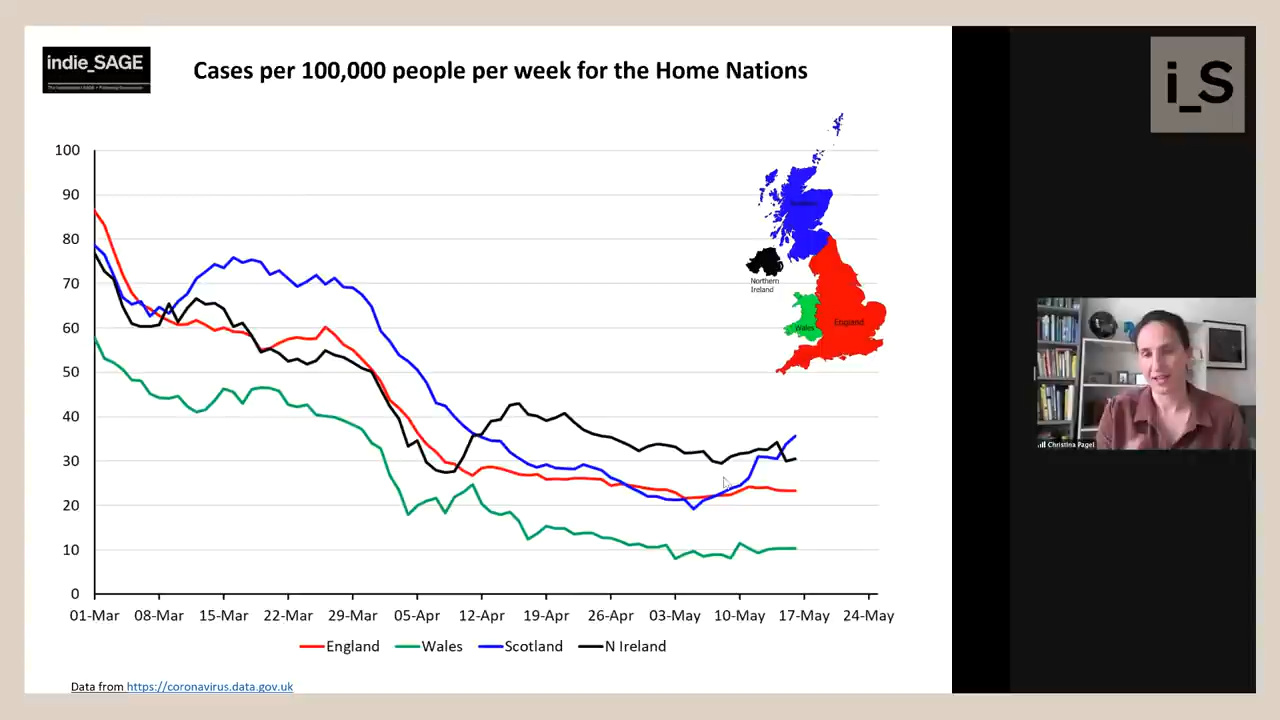 indie_SAGE
Cases per 100,000 people per week for the Home Nations
i_S
100
90
80
70
60
50
40
30
20
10
0
01-Mar 08-Mar 15-Mar 22-Mar 29-Mar 05-Apr 12-Apr 19-Apr 26-Apr 03-May 10-May 17-May 24-May
Northern
Ireland
Wales
England
England Wales Scotland N Ireland
Christina Pagel
Data from https://coronavirus.data.gov.uk